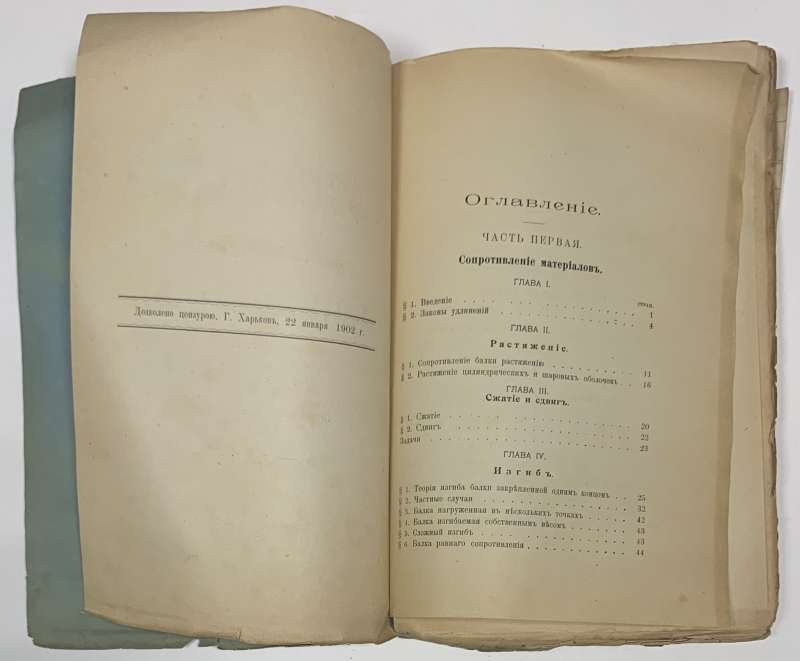 Дозволено цензурою, Г. Харьковъ, 22 января 1902 г.
Оглавленіе.
ЧАСТЬ ПЕРВАЯ.
Сопротивленіе матеріаловъ.
ГЛАВА I.
стран.
§ 1. Введеніе . . . . . . . . . . . . 1
§ 2. Законы удлиненій . . . . . . . . . . 4
ГЛАВА II.
Растяженіе.
§ 1. Сопротивленіе балки растяженію . . . . . . . . 11
§ 2. Растяженіе цилиндрическихъ и шаровыхъ оболочекъ . . 16
ГЛАВА III.
Сжатіе и сдвигъ.
§ 1. Сжатіе . . . . . . . . . . . . 20
§ 2. Сдвигъ . . . . . . . . . . . . 22
Задачи . . . . . . . . . . . . 23
ГЛАВА IV.
Изгибъ.
§ 1. Теорія изгиба балки закрѣпленной однимъ концомъ . . 25
§ 2. Частные случаи . . . . . . . . . . 32
§ 3. Балка нагруженная въ нѣсколькихъ точкахъ . . . . . 42
§ 4. Балка изгибаемая собственнымъ вѣсомъ . . . . . . 43
§ 5. Сложный изгибъ . . . . . . . . . . 43
§ 6 Балка равнаго сопротивленія . . . . . . . . 44